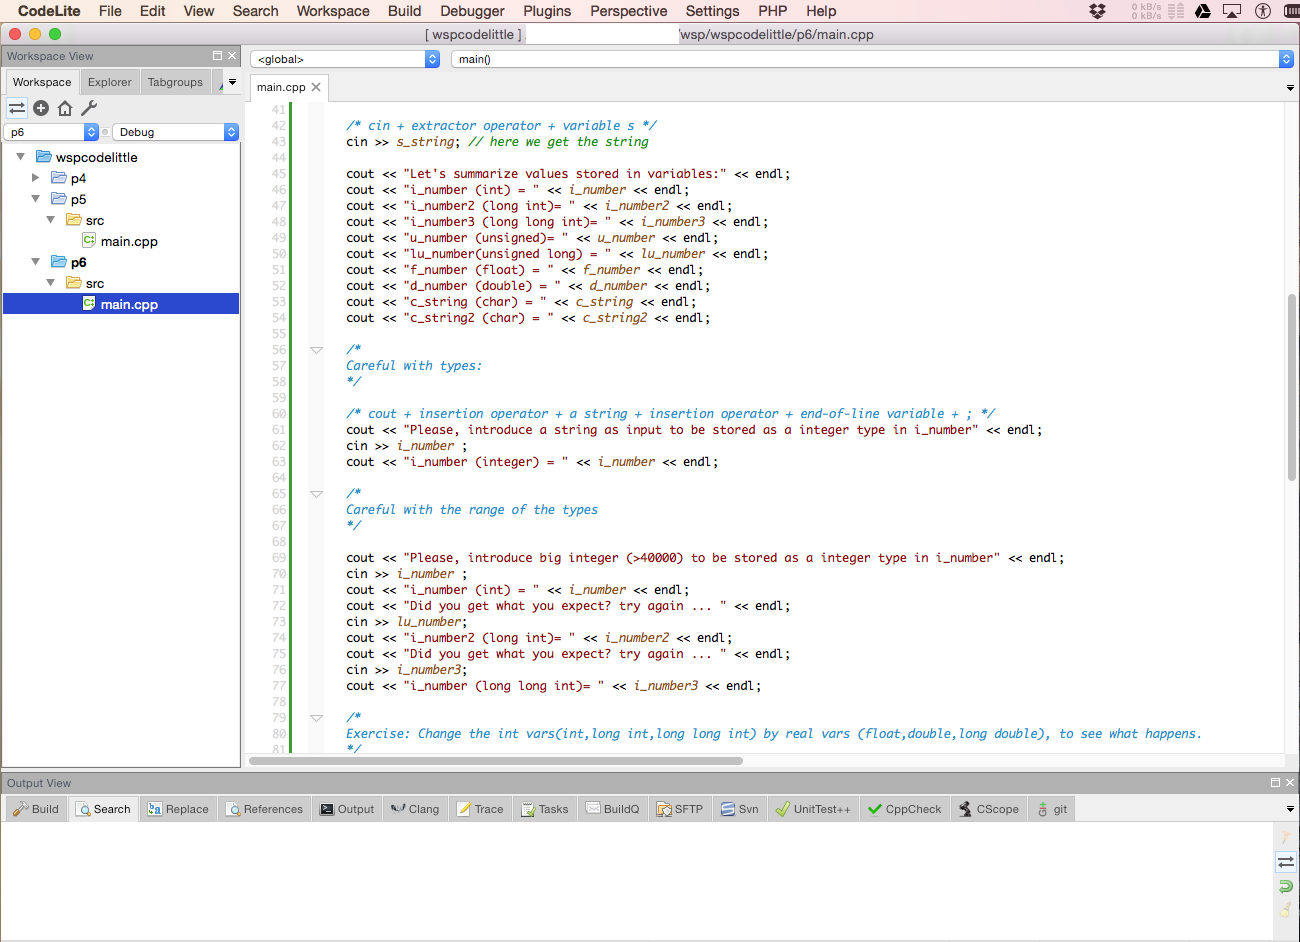 CodeLite File Edit View Search Workspace Build Debugger Plugins Perspective Settings PHP Help 0 kB/s
0 kB/s
[ wspcodelittle ] /wsp/wspcodelittle/p6/main.cpp
Workspace View
<global> main()
Workspace Explorer Tabgroups
main.cpp
p6 Debug
wspcodelittle
p4
p5
src
main.cpp
p6
src
main.cpp
41
42 /* cin + extractor operator + variable s */
43 cin >> s_string; // here we get the string
44
45 cout << "Let's summarize values stored in variables:" << endl;
46 cout << "i_number (int) = " << i_number << endl;
47 cout << "i_number2 (long int)= " << i_number2 << endl;
48 cout << "i_number3 (long long int)= " << i_number3 << endl;
49 cout << "u_number (unsigned)= " << u_number << endl;
50 cout << "lu_number(unsigned long) = " << lu_number << endl;
51 cout << "f_number (float) = " << f_number << endl;
52 cout << "d_number (double) = " << d_number << endl;
53 cout << "c_string (char) = " << c_string << endl;
54 cout << "c_string2 (char) = " << c_string2 << endl;
55
56 /*
57 Careful with types:
58 */
59
60 /* cout + insertion operator + a string + insertion operator + end-of-line variable + ; */
61 cout << "Please, introduce a string as input to be stored as a integer type in i_number" << endl;
62 cin >> i_number ;
63 cout << "i_number (integer) = " << i_number << endl;
64
65 /*
66 Careful with the range of the types
67 */
68
69 cout << "Please, introduce big integer (>40000) to be stored as a integer type in i_number" << endl;
70 cin >> i_number ;
71 cout << "i_number (int) = " << i_number << endl;
72 cout << "Did you get what you expect? try again ... " << endl;
73 cin >> lu_number;
74 cout << "i_number2 (long int)= " << i_number2 << endl;
75 cout << "Did you get what you expect? try again ... " << endl;
76 cin >> i_number3;
77 cout << "i_number (long long int)= " << i_number3 << endl;
78
79 /*
80 Exercise: Change the int vars(int,long int,long long int) by real vars (float,double,long double), to see what happens.
81 */
Output View
Build Search Replace References Output Clang Trace Tasks BuildQ SFTP Svn UnitTest++ CppCheck CScope git